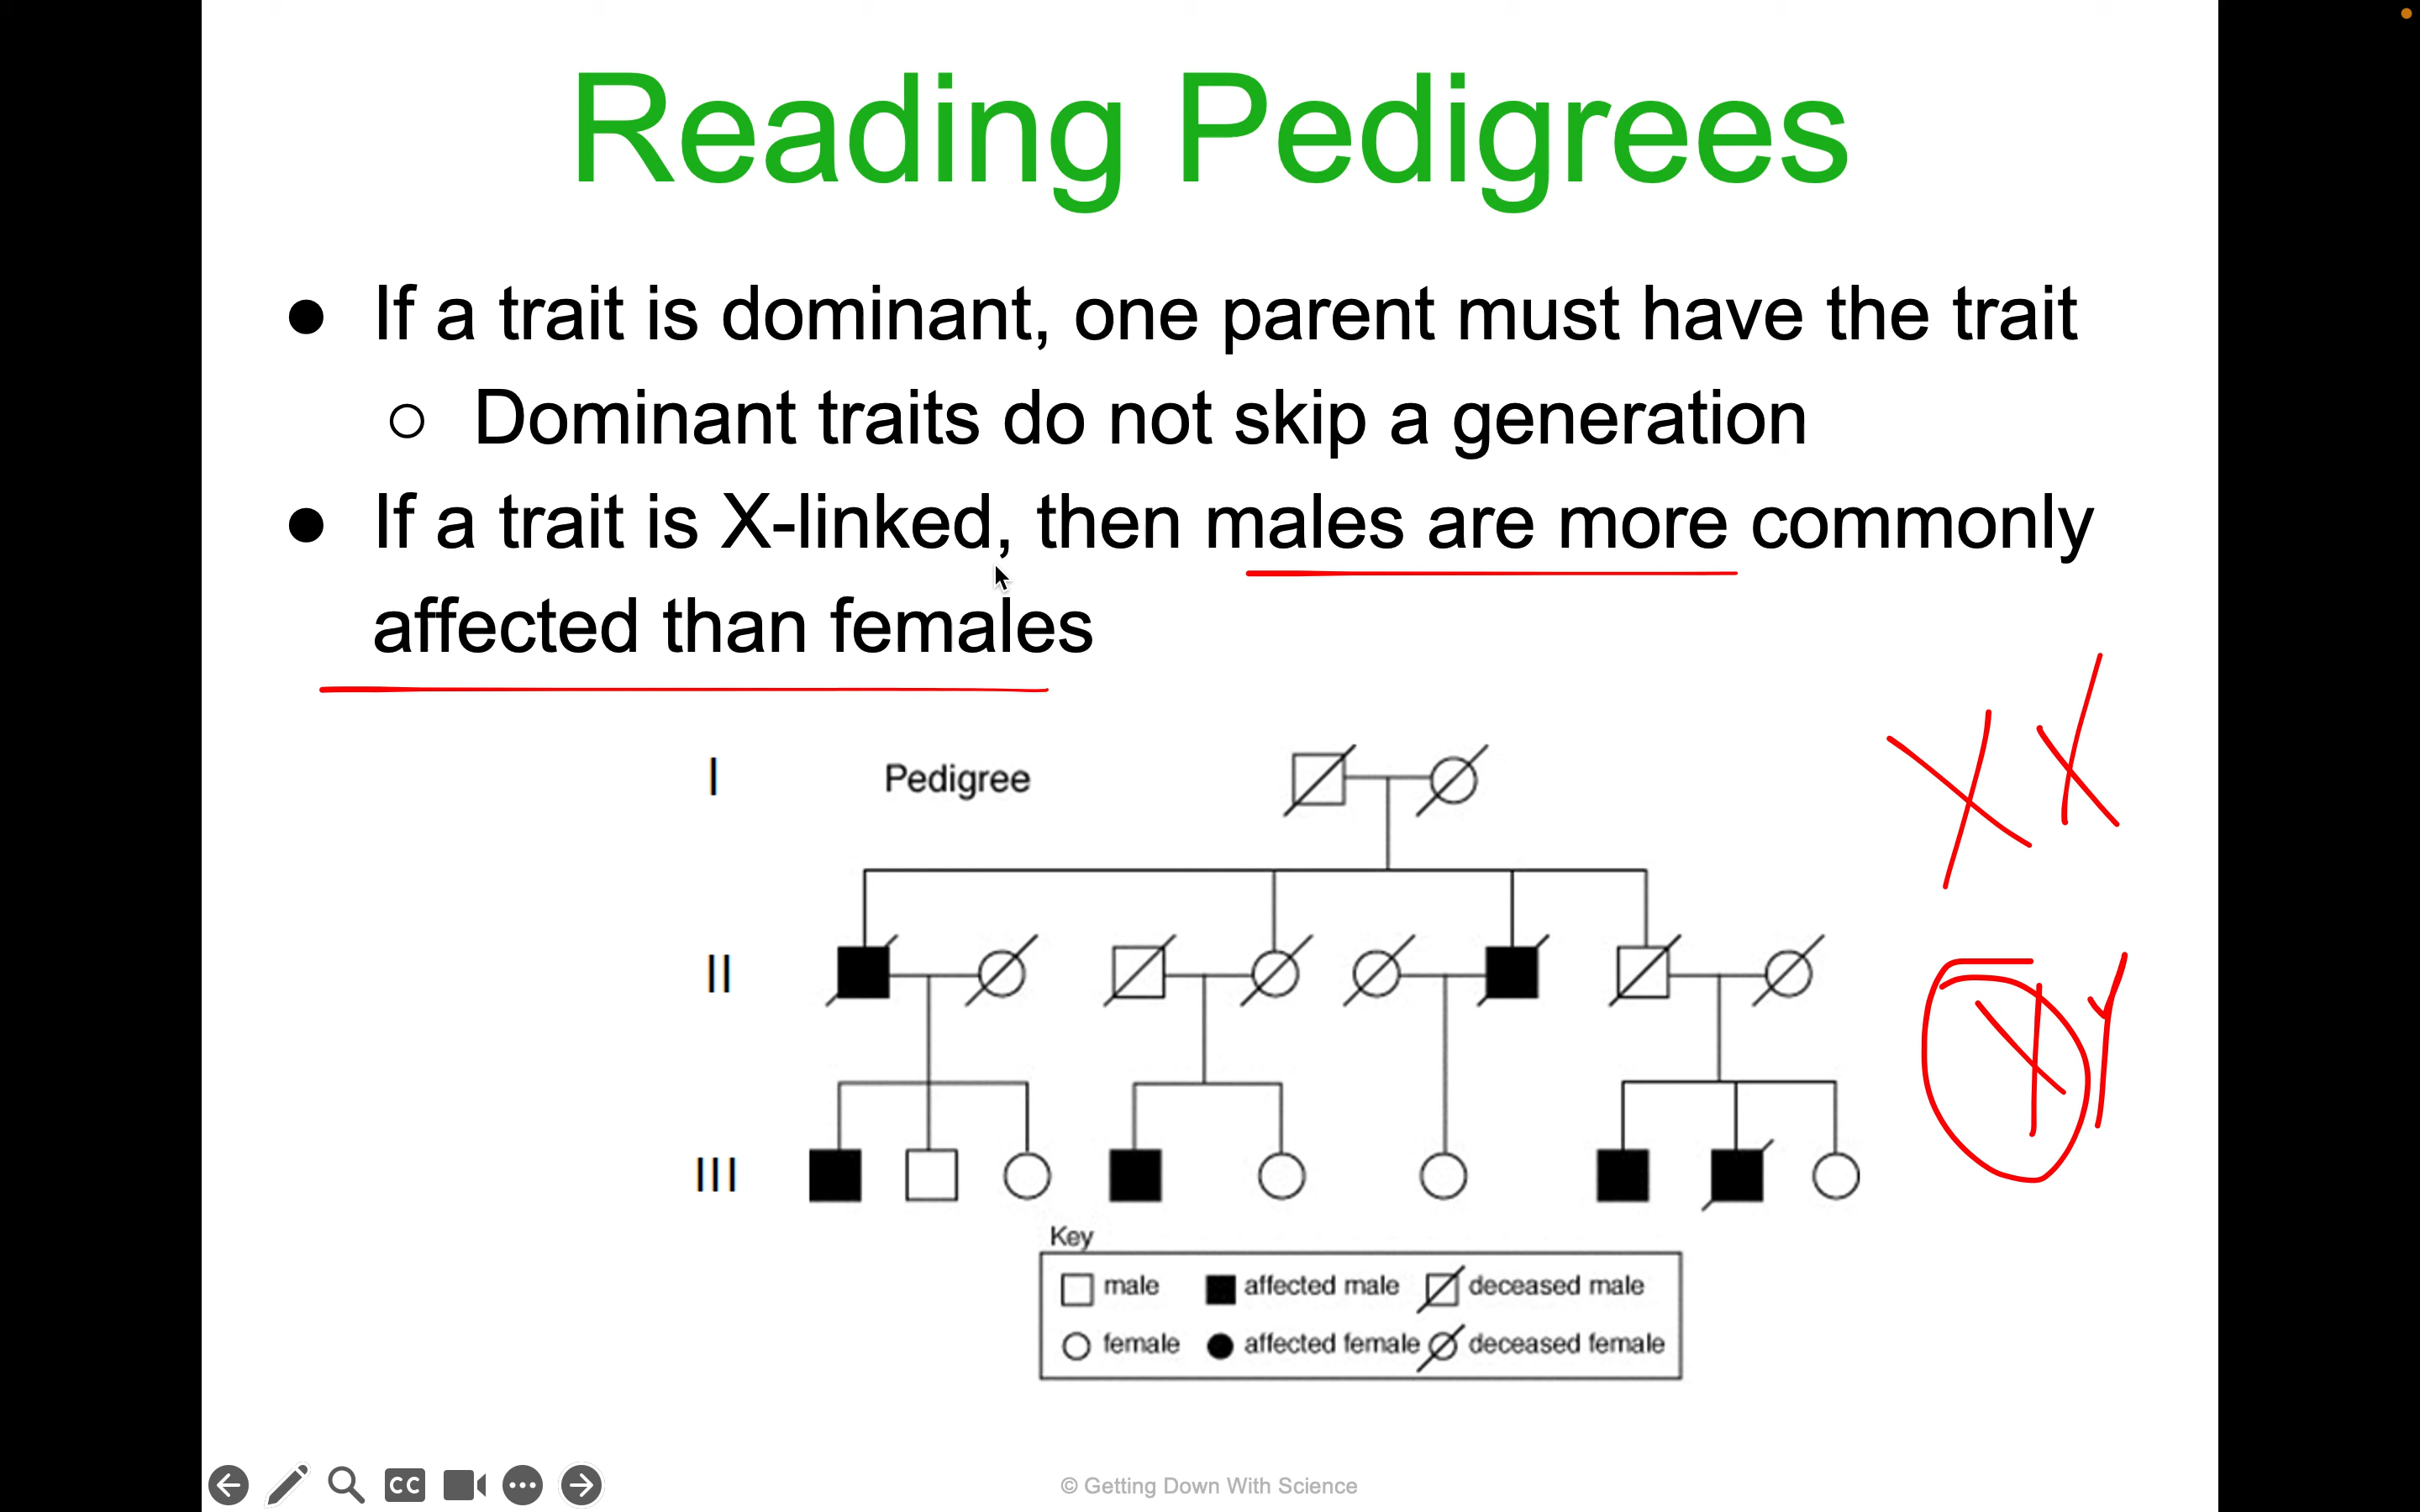 Reading Pedigrees
● If a trait is dominant, one parent must have the trait
○ Dominant traits do not skip a generation
● If a trait is X-linked, then males are more commonly
affected than females
X X
I Pedigree
II
X Y
III
Key
male affected male deceased male
female affected female deceased female
CC
© Getting Down With Science